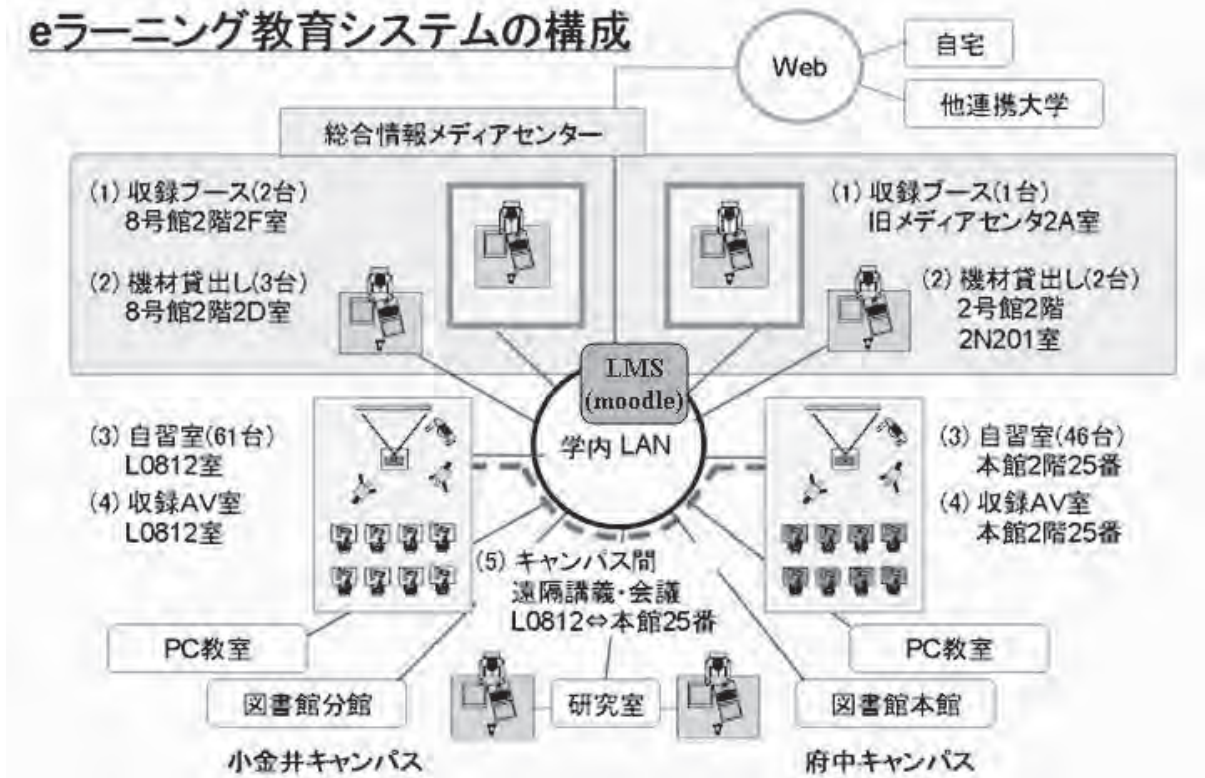 eラーニング教育システムの構成
Web
自宅
他連携大学
総合情報メディアセンター
(1) 収録ブース(2台)
8号館2階2F室
(2) 機材貸出し(3台)
8号館2階2D室
(1) 収録ブース(1台)
旧メディアセンタ2A室
(2) 機材貸出し(2台)
2号館2階
2N201室
LMS
(moodle)
学内 LAN
(3) 自習室(61台)
L0812室
(4) 収録AV室
L0812室
(3) 自習室(46台)
本館2階25番
(4) 収録AV室
本館2階25番
(5) キャンパス間
遠隔講義・会議
L0812⇔本館25番
PC教室
PC教室
図書館分館
研究室
図書館本館
小金井キャンパス
府中キャンパス